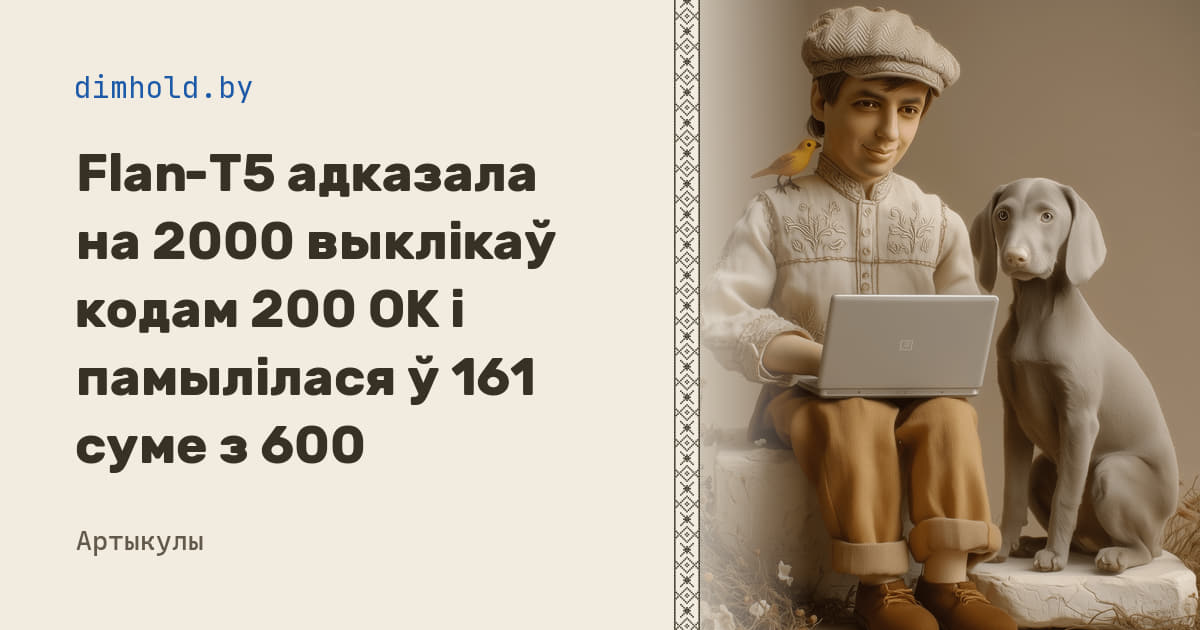 dimhold.by
Flan-T5 адказала
на 2000 выклікаў
кодам 200 OK і
памылілася ў 161
суме з 600
Артыкулы